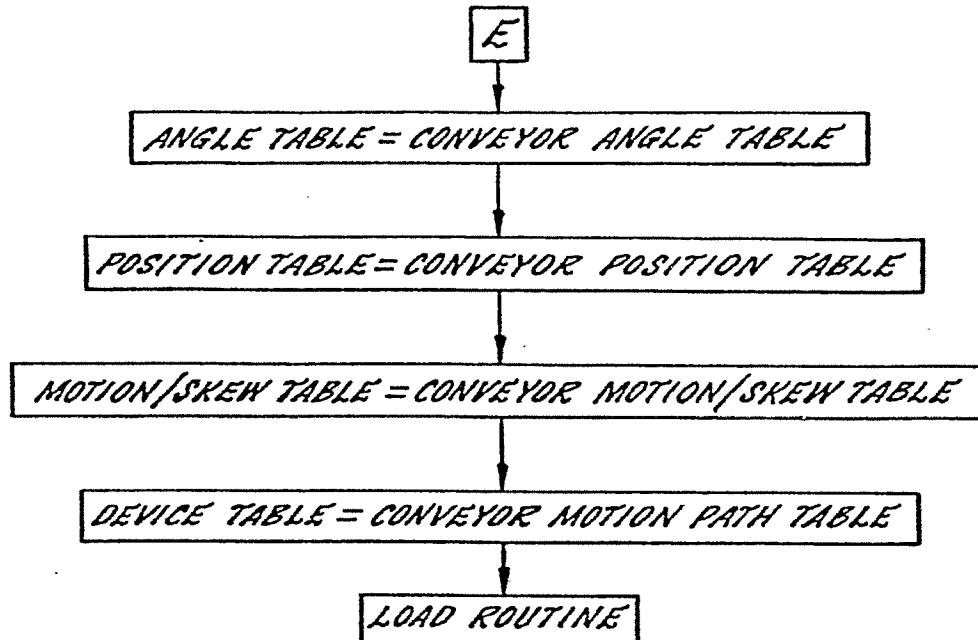 E
ANGLE TABLE = CONVEYOR ANGLE TABLE
POSITION TABLE = CONVEYOR POSITION TABLE
MOTION/SKEW TABLE = CONVEYOR MOTION/SKEW TABLE
DEVICE TABLE = CONVEYOR MOTION PATH TABLE
LOAD ROUTINE